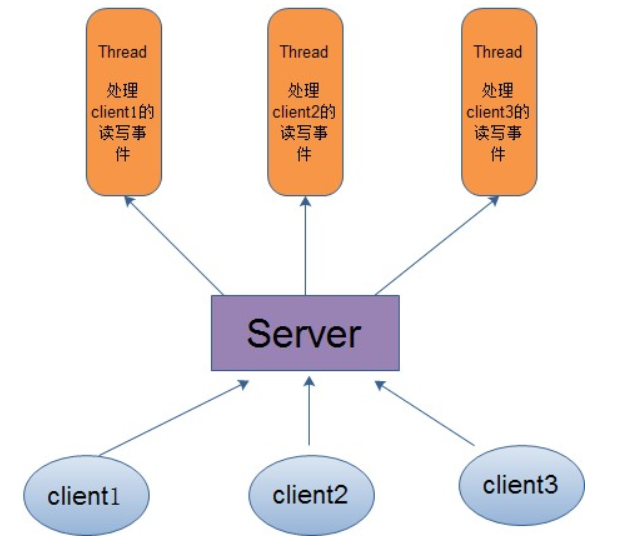 Thread
处理
client1的
读写事
件
Thread
处理
client2的
读写事
件
Thread
处理
client3的
读写事
件
Server
client1
client2
client3